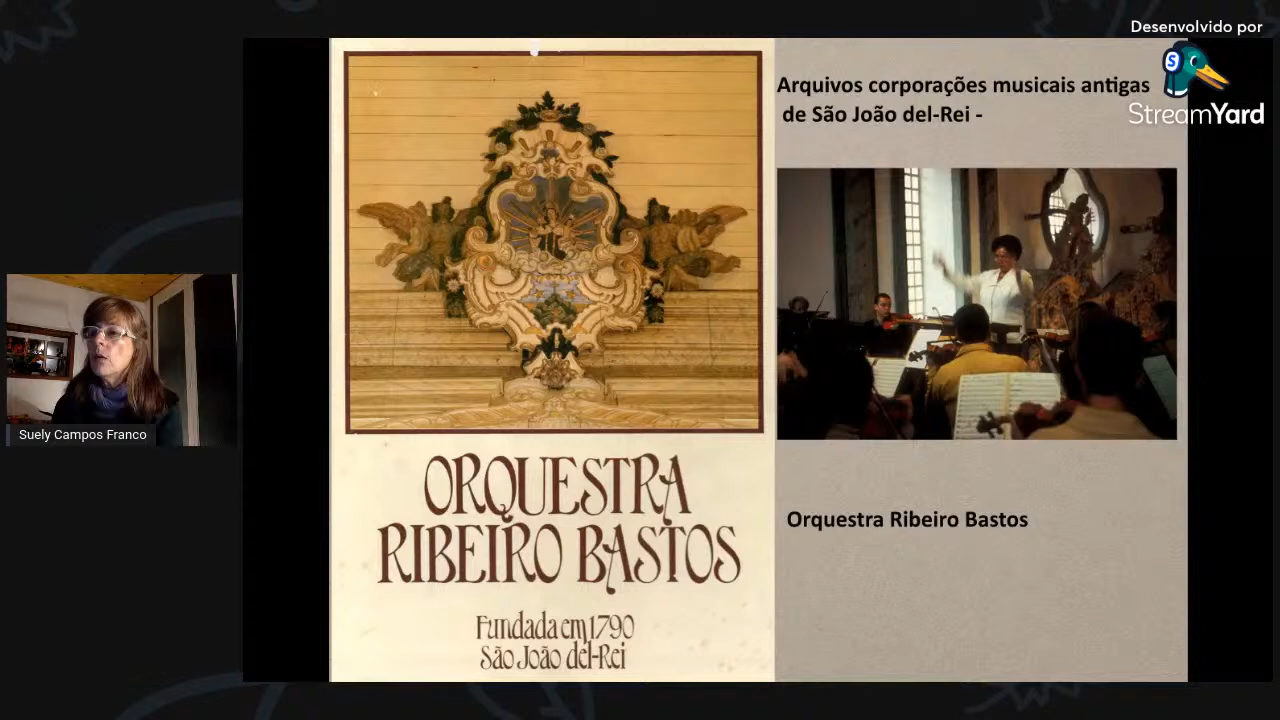 Desenvolvido por
StreamYard
Arquivos corporações musicais antigas
de São João del-Rei -
ORQUESTRA
RIBEIRO BASTOS
Fundada em 1790
São João del-Rei
Orquestra Ribeiro Bastos
Suely Campos Franco